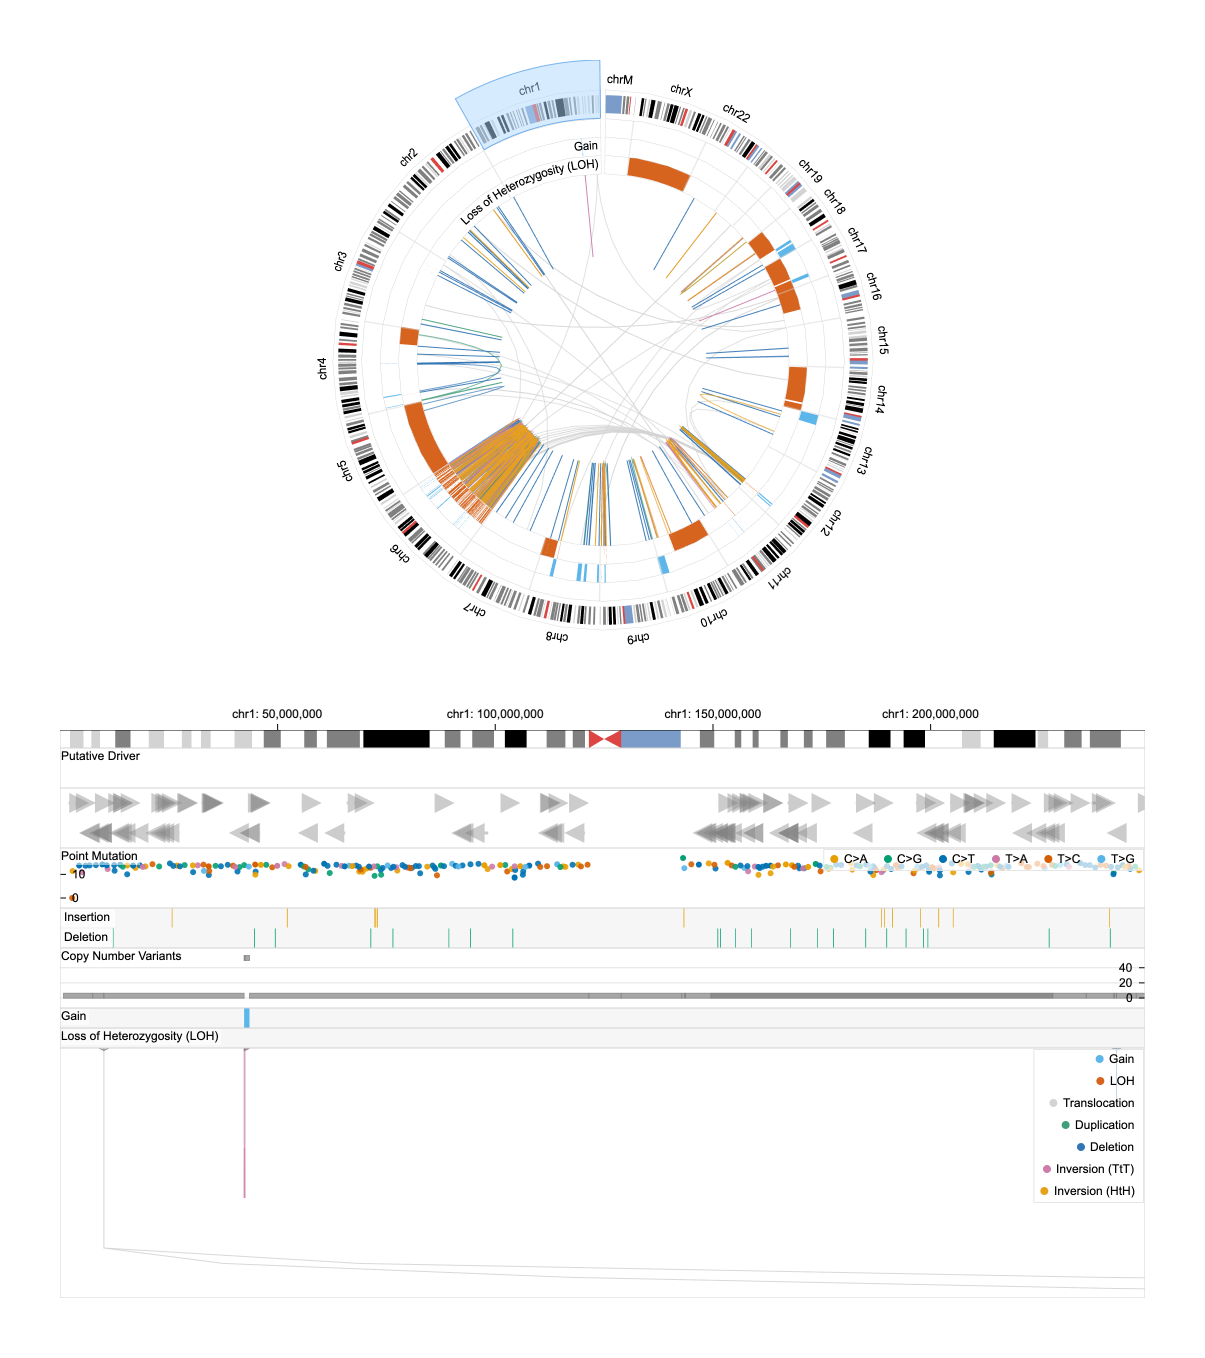 chrM
chrX
chr22
chr19
chr18
chr17
chr16
chr15
chr14
chr13
chr12
chr11
chr10
chr9
chr8
chr7
chr6
chr5
chr4
chr3
chr2
chr1
Gain
Loss of Heterozygosity (LOH)
chr1: 50,000,000
chr1: 100,000,000
chr1: 150,000,000
chr1: 200,000,000
Putative Driver
Point Mutation
C>A
C>G
C>T
T>A
T>C
T>G
10
0
Insertion
Deletion
Copy Number Variants
40
20
0
Gain
Loss of Heterozygosity (LOH)
Gain
LOH
Translocation
Duplication
Deletion
Inversion (TtT)
Inversion (HtH)